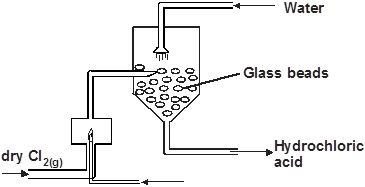 Water
Glass beads
Hydrochloric
acid
dry Cl2(g)